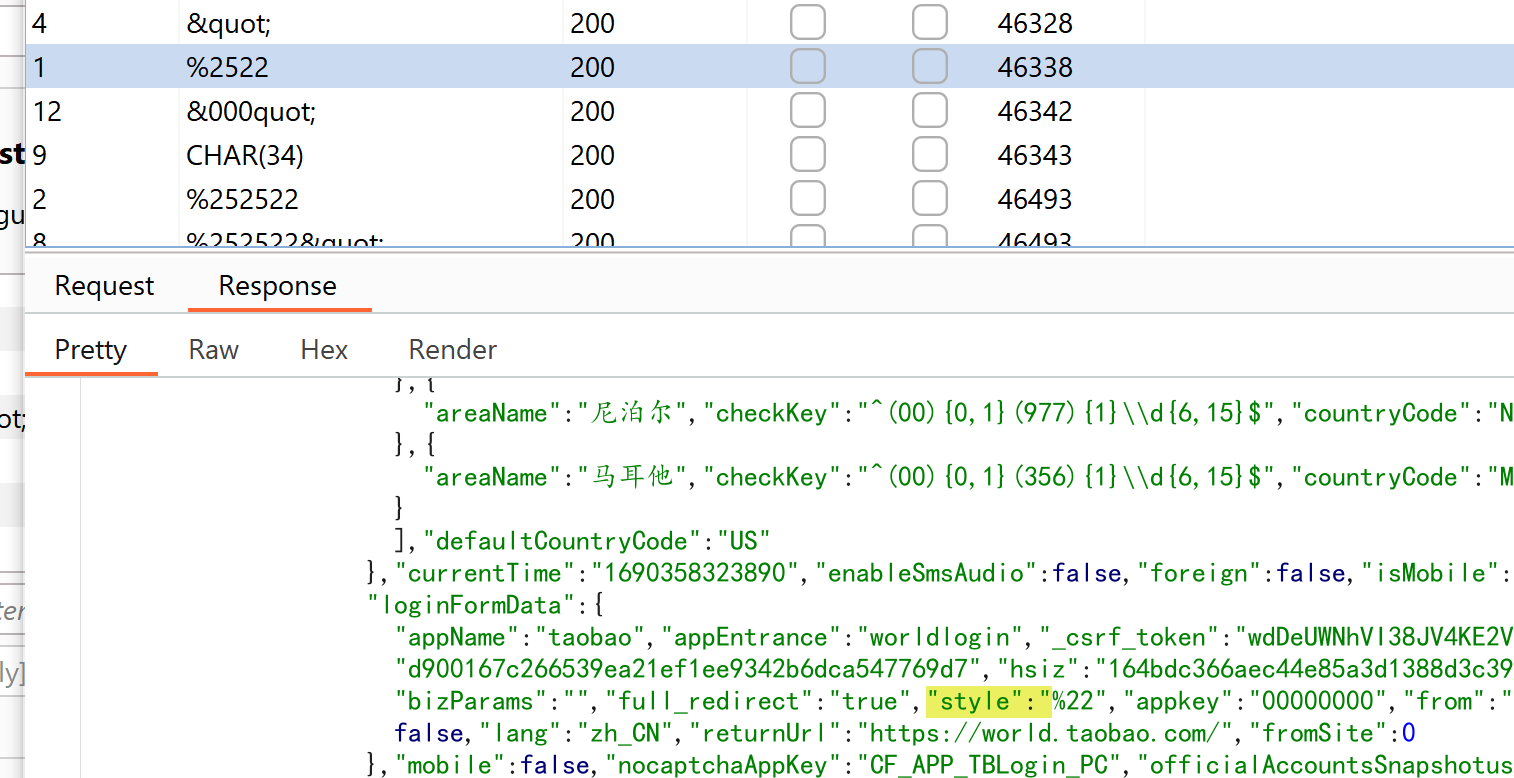 4 &quot; 200 46328
1 %2522 200 46338
12 &000quot; 200 46342
st 9 CHAR(34) 200 46343
2 %252522 200 46493
gu
8 %252522&quot; 200 46493
Request Response
Pretty Raw Hex Render
},{
"areaName":"尼泊尔","checkKey":"^(00){0,1}(977){1}\\d{6,15}$","countryCode":"N
ot;
},{
"areaName":"马耳他","checkKey":"^(00){0,1}(356){1}\\d{6,15}$","countryCode":"M
}
],"defaultCountryCode":"US"
},"currentTime":"1690358323890","enableSmsAudio":false,"foreign":false,"isMobile":
ter
"loginFormData":{
"appName":"taobao","appEntrance":"worldlogin","_csrf_token":"wdDeUWNhVl38JV4KE2V
ly]
"d900167c266539ea21ef1ee9342b6dca547769d7","hsiz":"164bdc366aec44e85a3d1388d3c39
"bizParams":"","full_redirect":"true","style":"%22","appkey":"00000000","from":"
false,"lang":"zh_CN","returnUrl":"https://world.taobao.com/","fromSite":0
},"mobile":false,"nocaptchaAppKey":"CF_APP_TBLogin_PC","officialAccountsSnapshotus